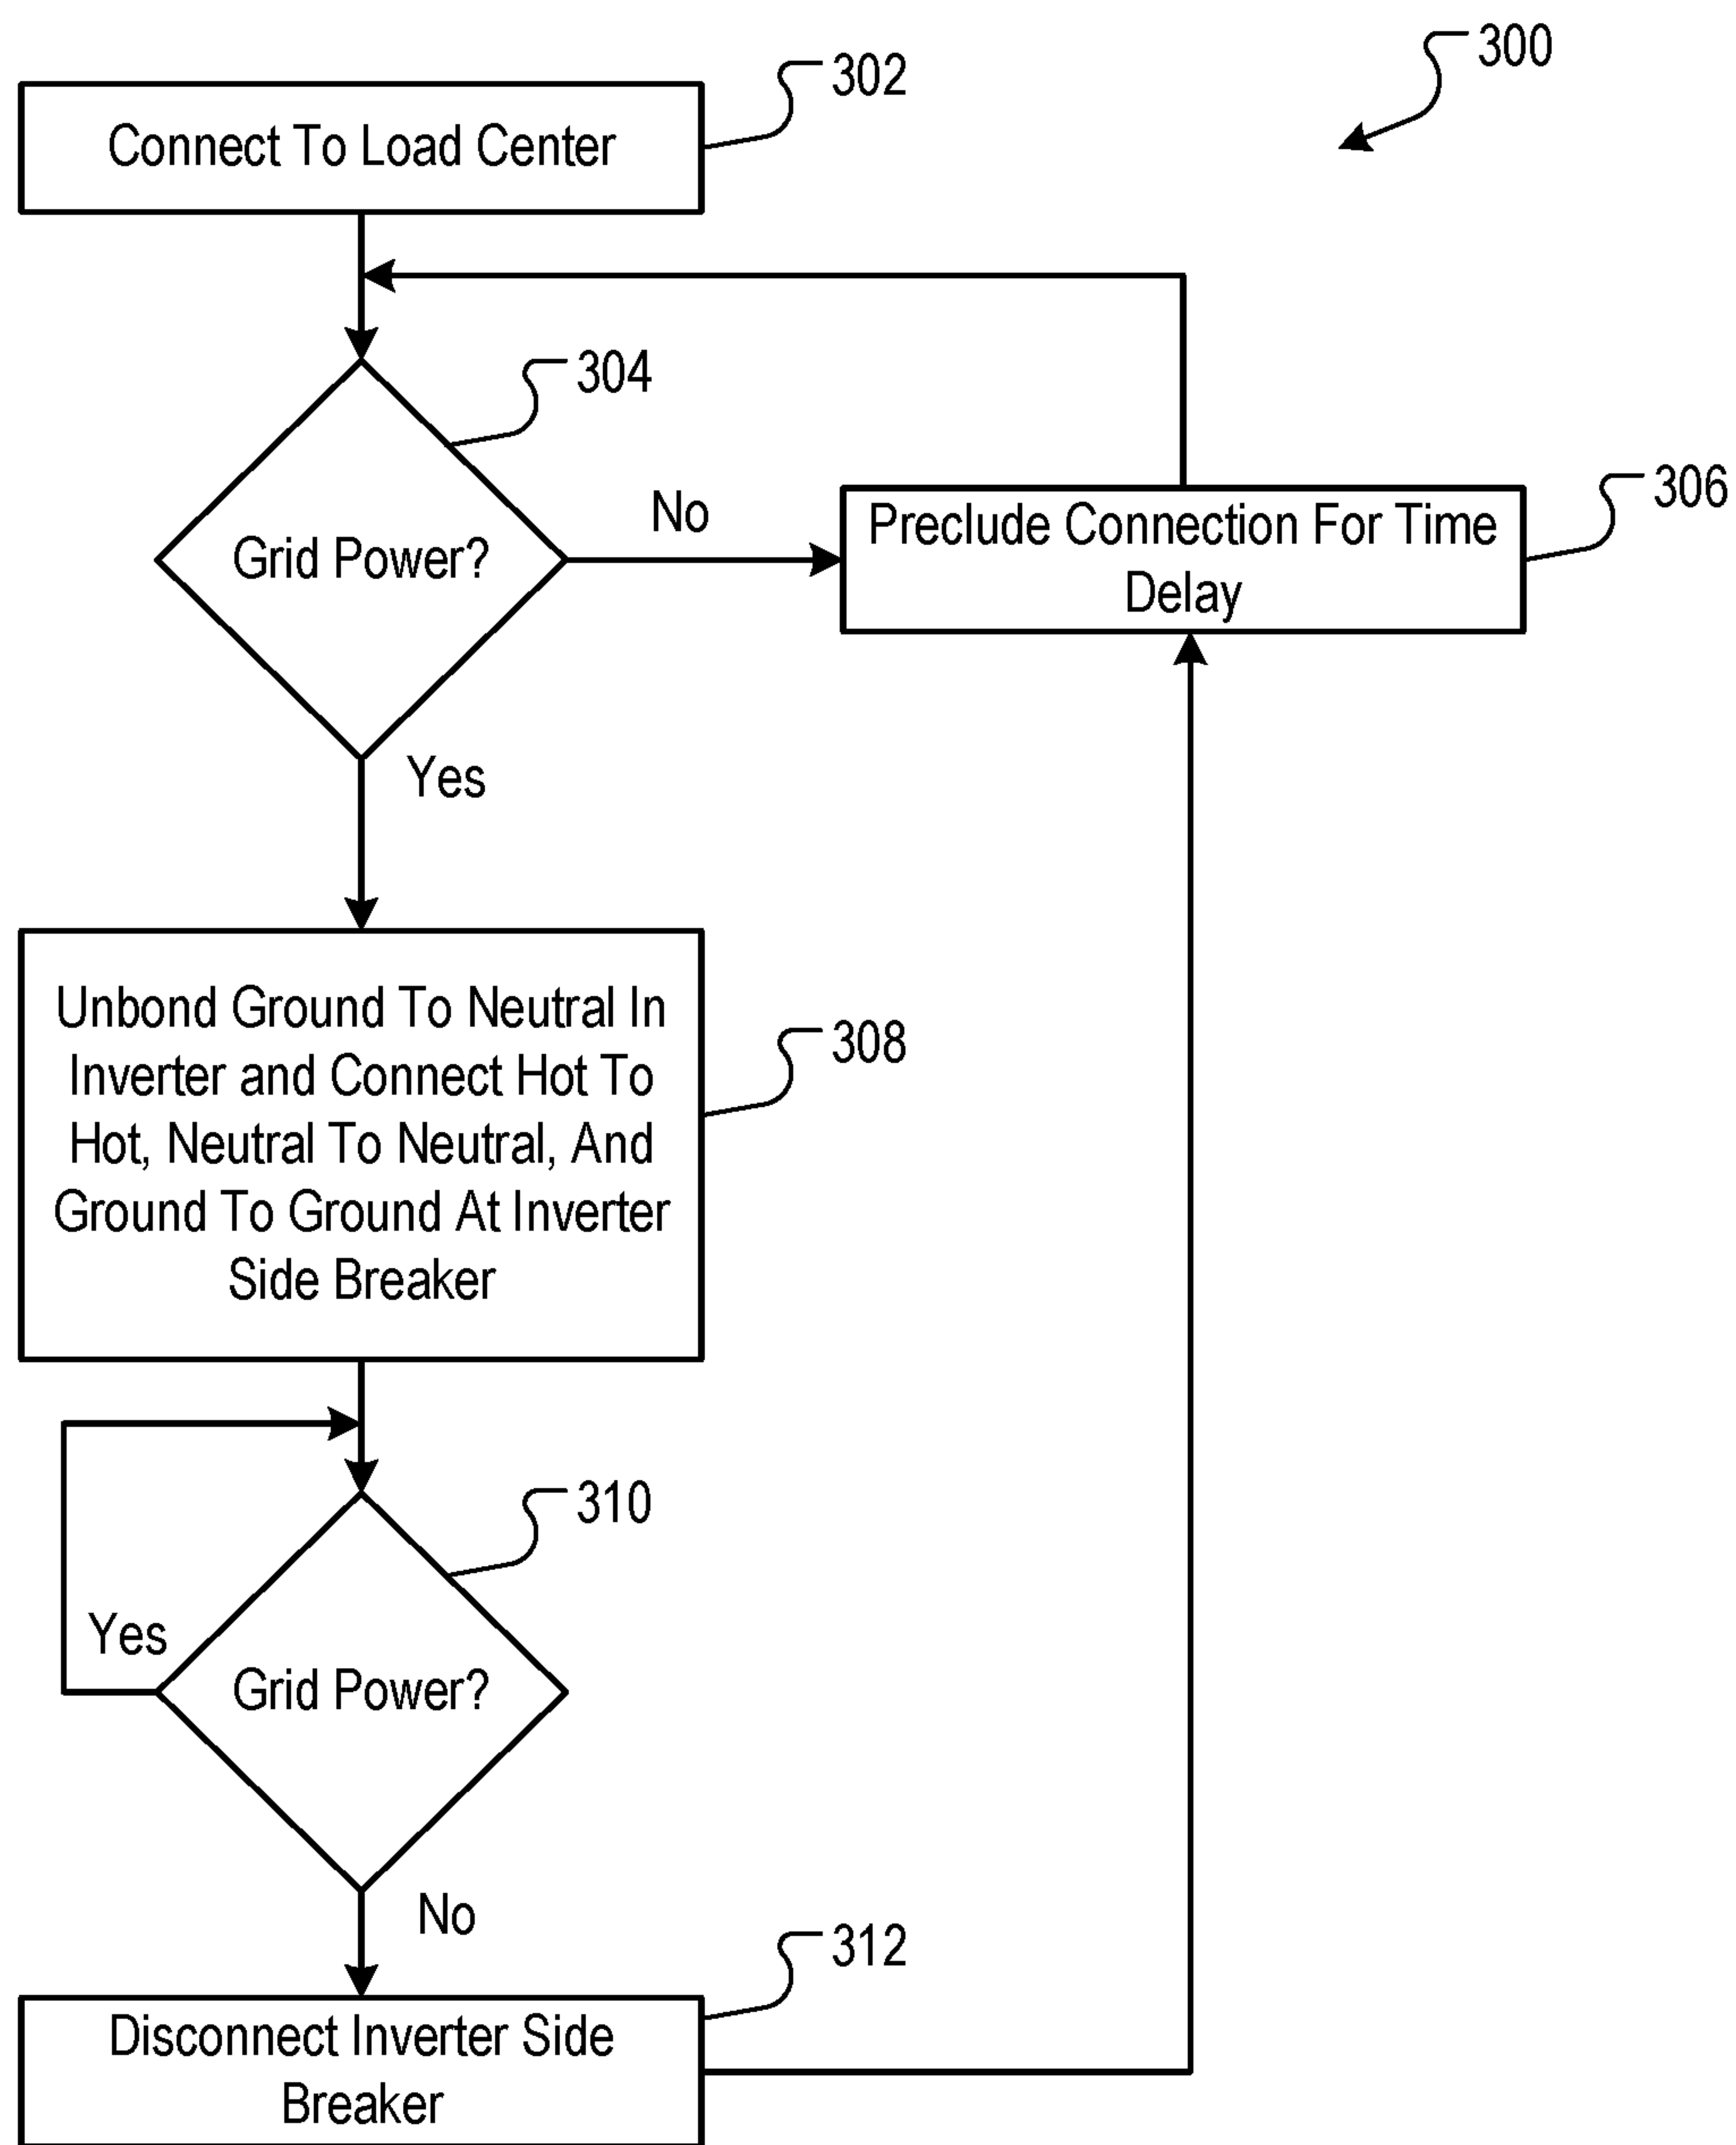 300
302
Connect To Load Center
304
Grid Power?
No
306
Preclude Connection For Time
Delay
Yes
308
Unbond Ground To Neutral In
Inverter and Connect Hot To
Hot, Neutral To Neutral, And
Ground To Ground At Inverter
Side Breaker
310
Yes
Grid Power?
No
312
Disconnect Inverter Side
Breaker